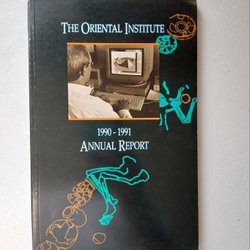 THE ORIENTAL INSTITUTE
1990 - 1991
ANNUAL REPORT